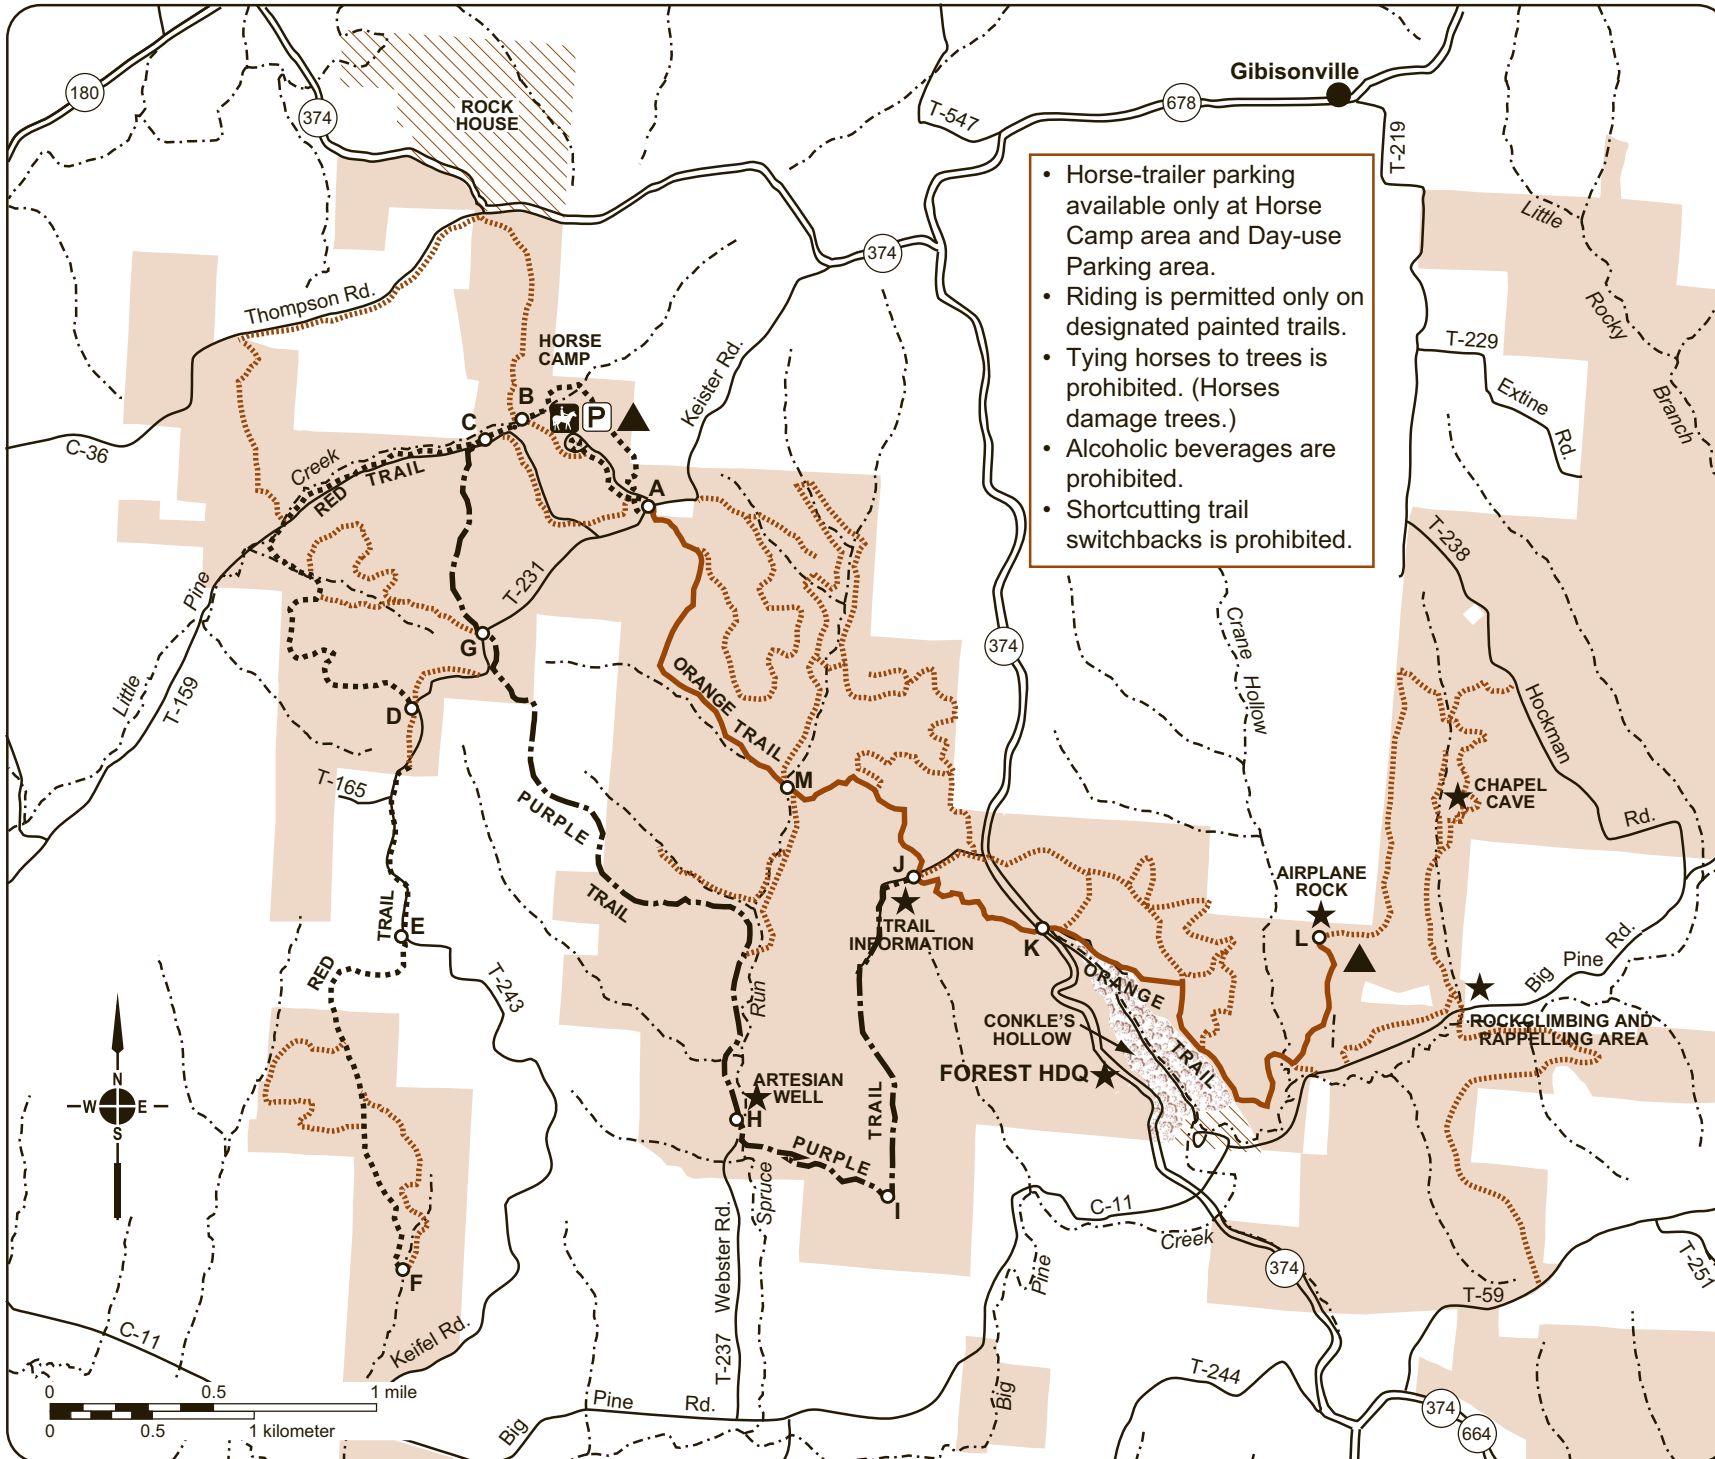 180
374
ROCK
HOUSE
T-547
678
Gibisonville
T-219
• Horse-trailer parking
available only at Horse
Camp area and Day-use
Parking area.
• Riding is permitted only on
designated painted trails.
• Tying horses to trees is
prohibited. (Horses
damage trees.)
• Alcoholic beverages are
prohibited.
• Shortcutting trail
switchbacks is prohibited.
Little
Rocky
Branch
374
Thompson Rd.
HORSE
CAMP
Keister Rd.
T-229
Extine
Rd.
B
P
C
C-36
Creek
RED TRAIL
A
T-238
Pine
T-231
Little
T-159
G
D
Crane
Hollow
374
ORANGE TRAIL
Hockman
Rd.
T-165
PURPLE
TRAIL
M
CHAPEL
CAVE
J
AIRPLANE
ROCK
TRAIL
INFORMATION
TRAIL
E
K
L
RED
T-243
Run
ORANGE
TRAIL
Big Pine Rd.
CONKLE'S
HOLLOW
ROCKCLIMBING AND
RAPPELLING AREA
FOREST HDQ
N
W E
S
ARTESIAN
WELL
H
TRAIL
PURPLE
I
Spruce
C-11
Creek
Pine
Big
F
Webster Rd.
T-237
374
T-59
T-251
C-11
Keifel Rd.
T-244
0 0.5 1 mile
0 0.5 1 kilometer
Big Pine Rd.
374
664